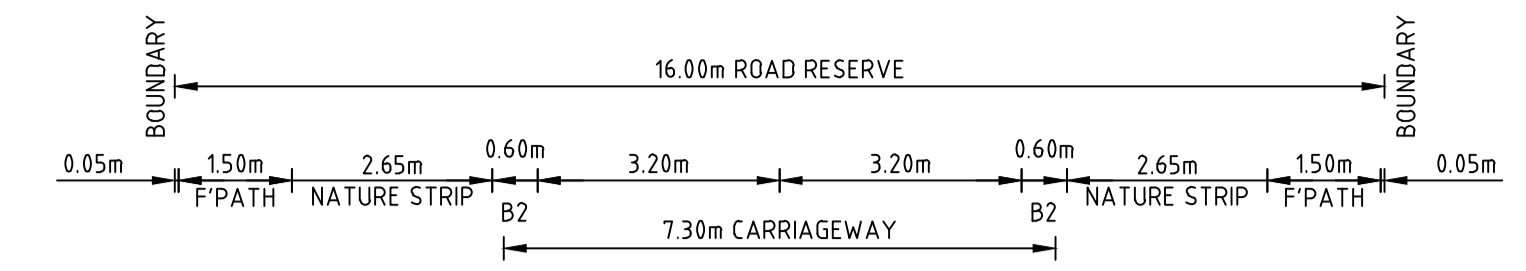 BOUNDARY
16.00m ROAD RESERVE
BOUNDARY
0.05m 1.50m 2.65m 0.60m 3.20m 3.20m 0.60m 2.65m 1.50m 0.05m
F'PATH NATURE STRIP B2 B2 NATURE STRIP F'PATH
7.30m CARRIAGEWAY